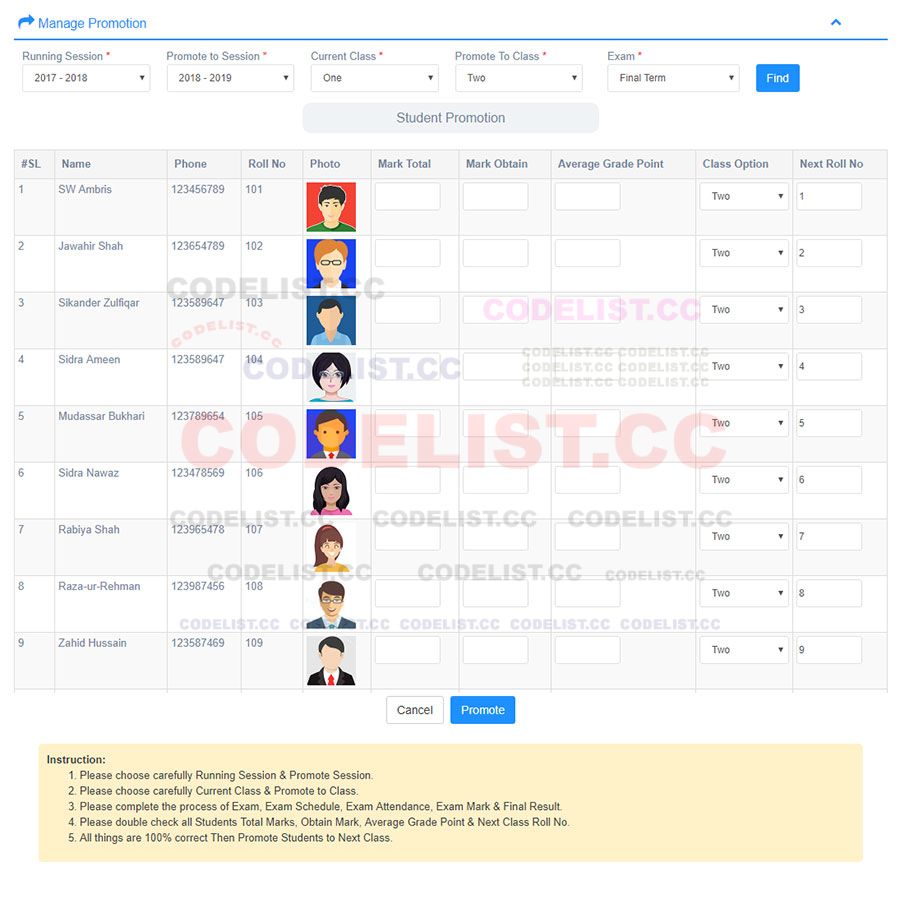 Manage Promotion
Running Session * Promote to Session * Current Class * Promote To Class * Exam *
2017 - 2018 2018 - 2019 One Two Final Term Find
Student Promotion
#SL Name Phone Roll No Photo Mark Total Mark Obtain Average Grade Point Class Option Next Roll No
1 SW Ambris 123456789 101 Two 1
2 Jawahir Shah 123654789 102 Two 2
CODELIST.CC
3 Sikander Zulfiqar 123589647 103 Two 3
CODELIST.CC
CODELIST.CC
CODELIST.CC CODELIST.CC
4 Sidra Ameen 123589647 104 Two 4
CODELIST.CC
CODELIST.CC CODELIST.CC
CODELIST.CC CODELIST.CC
5 Mudassar Bukhari 123789654 105 Two 5
CODELIST.CC
6 Sidra Nawaz 123478569 106 Two 6
CODELIST.CC CODELIST.CC CODELIST.CC
7 Rabiya Shah 123965478 107 Two 7
CODELIST.CC CODELIST.CC CODELIST.CC
8 Raza-ur-Rehman 123987456 108 Two 8
CODELIST.CC CODELIST.CC CODELIST.CC CODELIST.CC CODELIST.CC
9 Zahid Hussain 123587469 109 Two 9
Cancel Promote
Instruction:
1. Please choose carefully Running Session & Promote Session.
2. Please choose carefully Current Class & Promote to Class.
3. Please complete the process of Exam, Exam Schedule, Exam Attendance, Exam Mark & Final Result.
4. Please double check all Students Total Marks, Obtain Mark, Average Grade Point & Next Class Roll No.
5. All things are 100% correct Then Promote Students to Next Class.